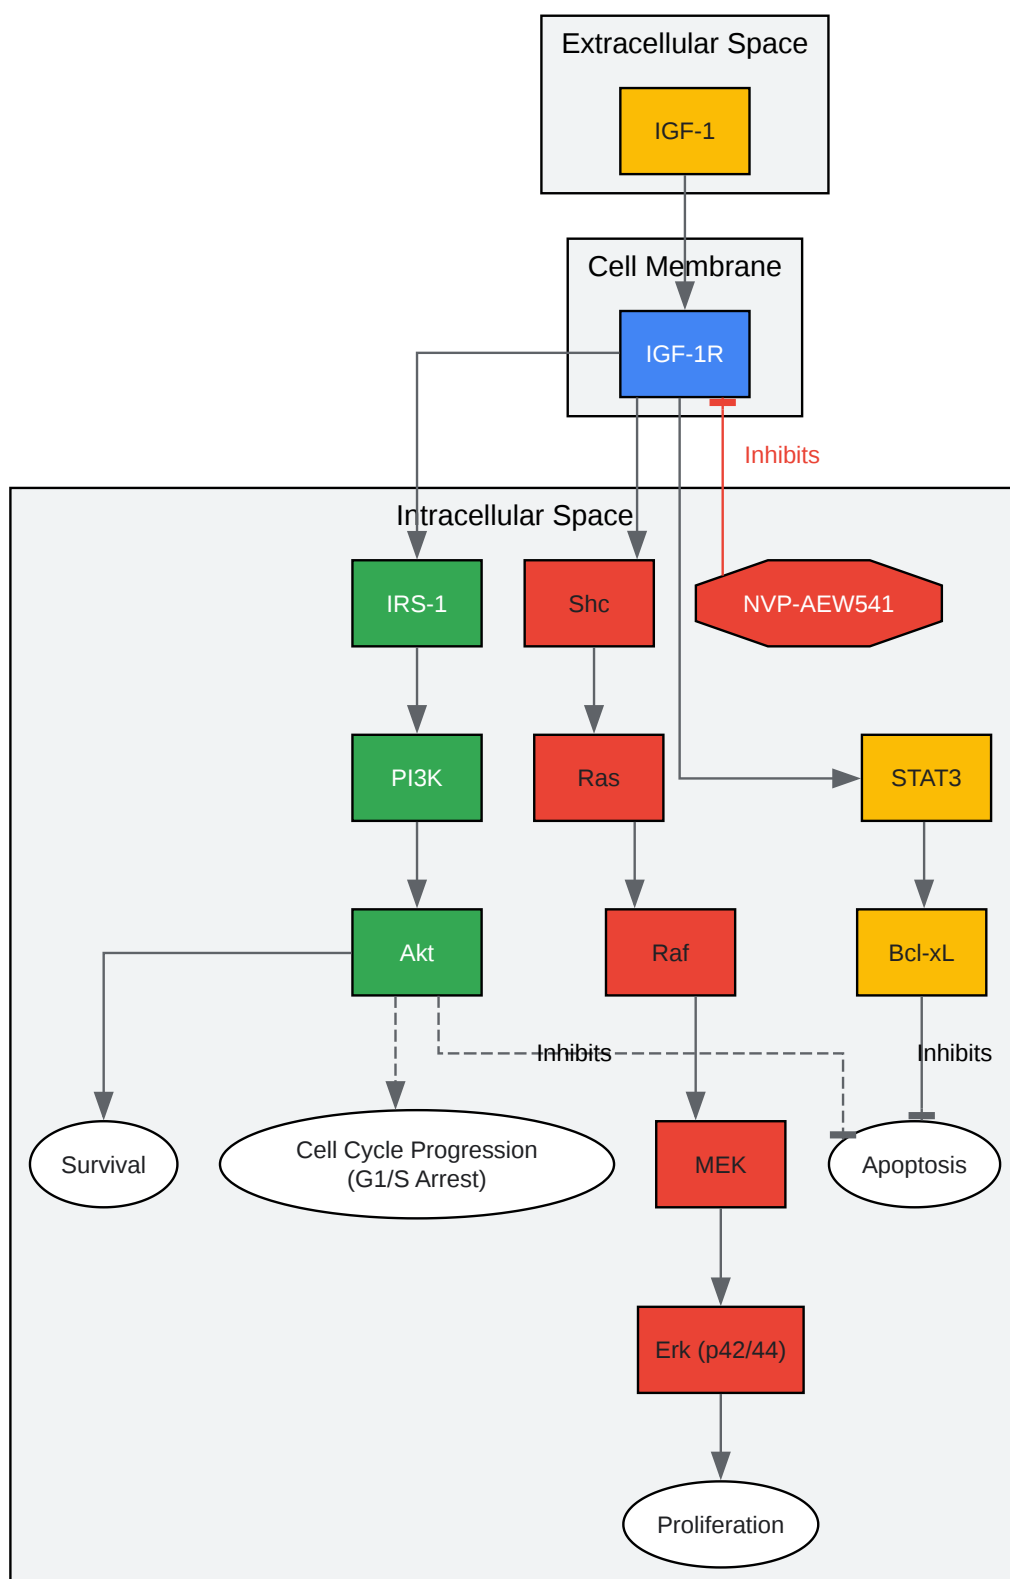 Extracellular Space
IGF-1
Cell Membrane
IGF-1R
Inhibits
Intracellular Space
IRS-1
Shc
NVP-AEW541
PI3K
Ras
STAT3
Akt
Raf
Bcl-xL
Inhibits
Inhibits
Survival
Cell Cycle Progression
(G1/S Arrest)
MEK
Apoptosis
Erk (p42/44)
Proliferation